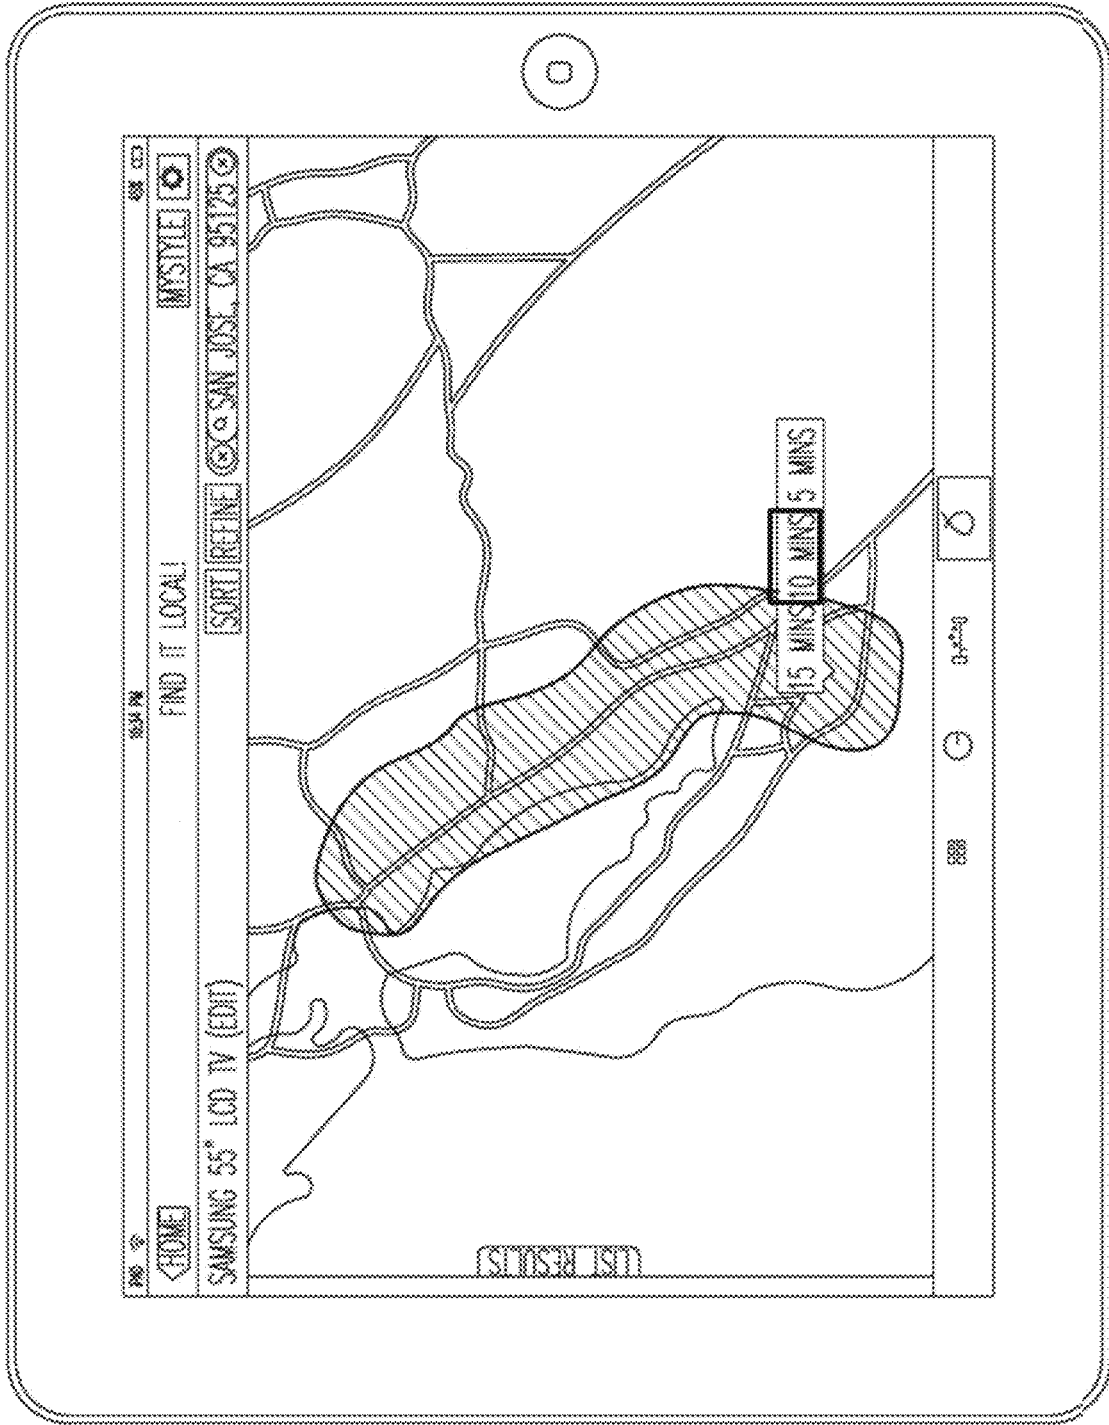 FIND IT LOCAL!
HOME
MYSTYLE
SAMSUNG 55" LCD TV (EDIT)
SORT REFINE
SAN JOSE, CA 95125
15 MINS 10 MINS 5 MINS
LIST RESULTS